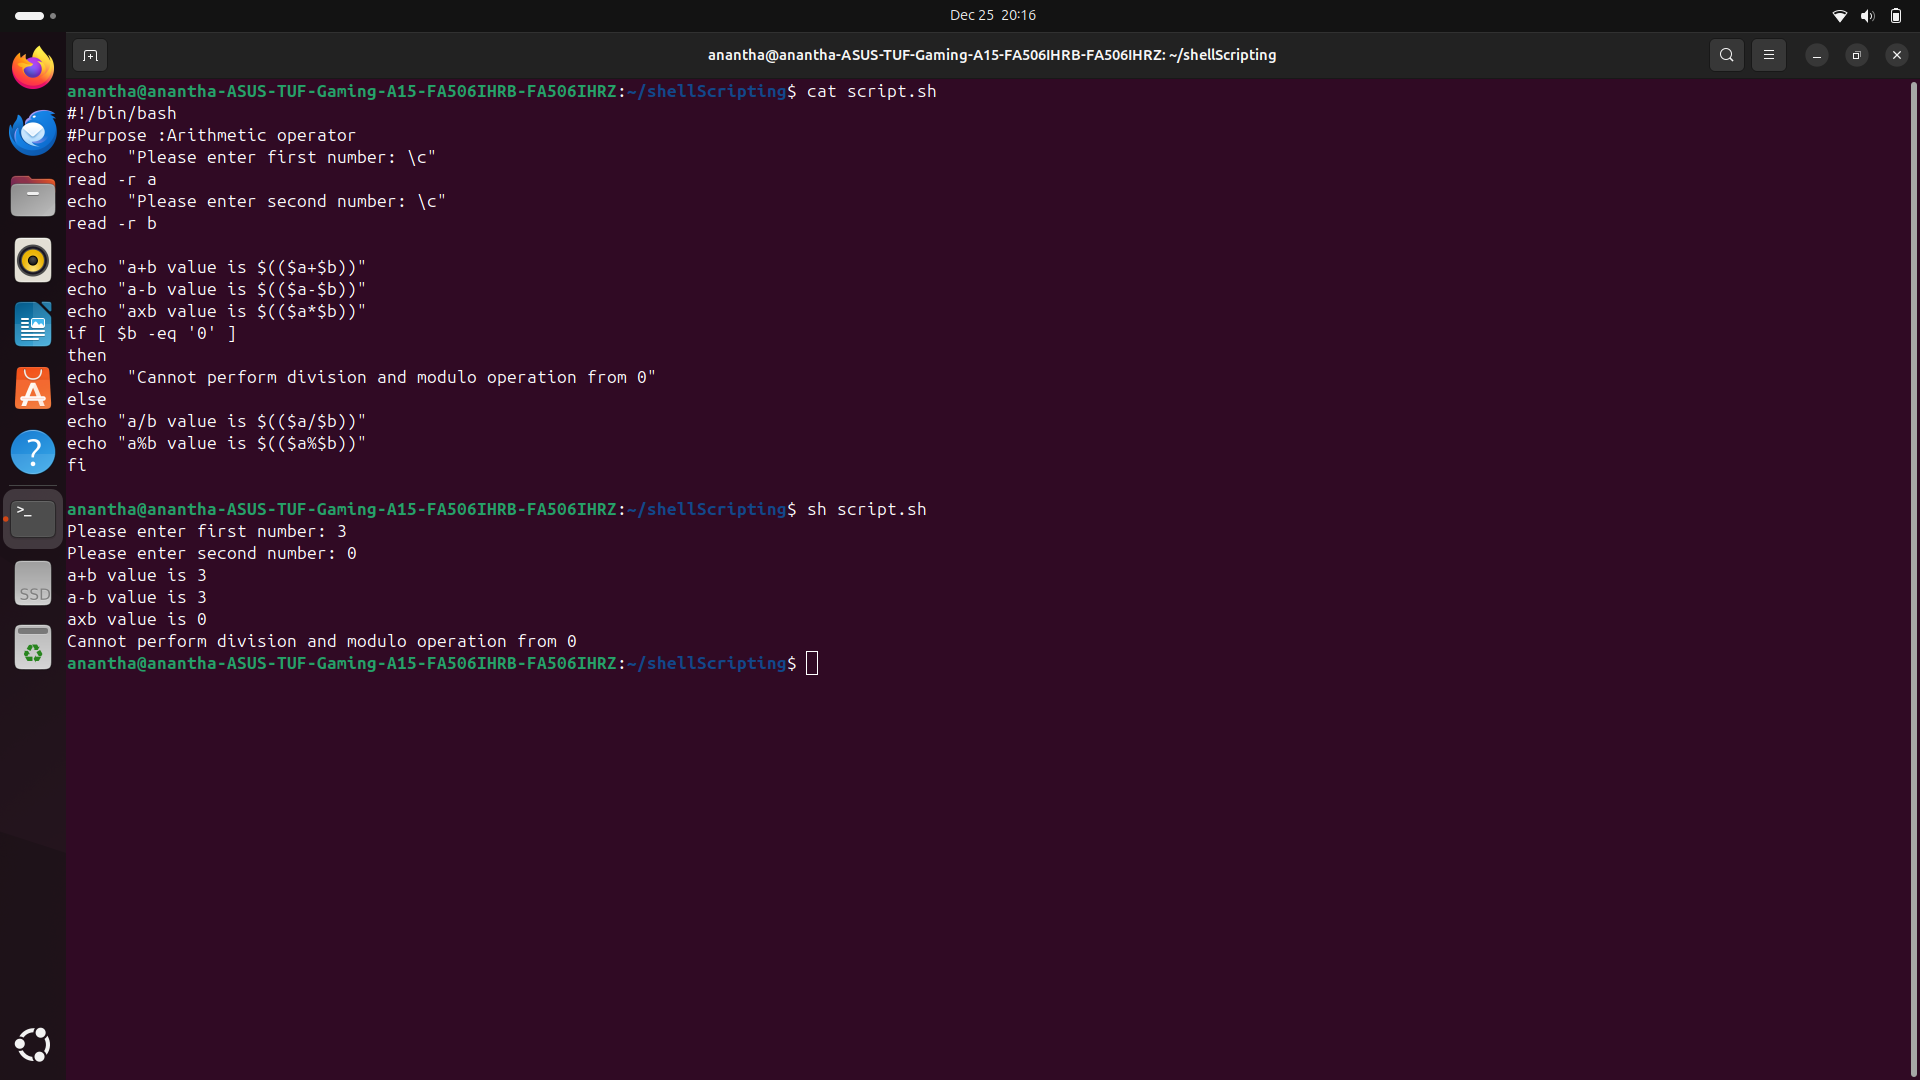 Dec 25 20:16
anantha@anantha-ASUS-TUF-Gaming-A15-FA506IHRB-FA506IHRZ: ~/shellScripting
anantha@anantha-ASUS-TUF-Gaming-A15-FA506IHRB-FA506IHRZ:~/shellScripting$ cat script.sh
#!/bin/bash
#Purpose :Arithmetic operator
echo  "Please enter first number: \c"
read -r a
echo  "Please enter second number: \c"
read -r b
echo "a+b value is $(($a+$b))"
echo "a-b value is $(($a-$b))"
echo "axb value is $(($a*$b))"
if [ $b -eq '0' ]
then
echo  "Cannot perform division and modulo operation from 0"
else
echo "a/b value is $(($a/$b))"
echo "a%b value is $(($a%$b))"
fi
anantha@anantha-ASUS-TUF-Gaming-A15-FA506IHRB-FA506IHRZ:~/shellScripting$ sh script.sh
Please enter first number: 3
Please enter second number: 0
a+b value is 3
a-b value is 3
axb value is 0
Cannot perform division and modulo operation from 0
anantha@anantha-ASUS-TUF-Gaming-A15-FA506IHRB-FA506IHRZ:~/shellScripting$
SSD